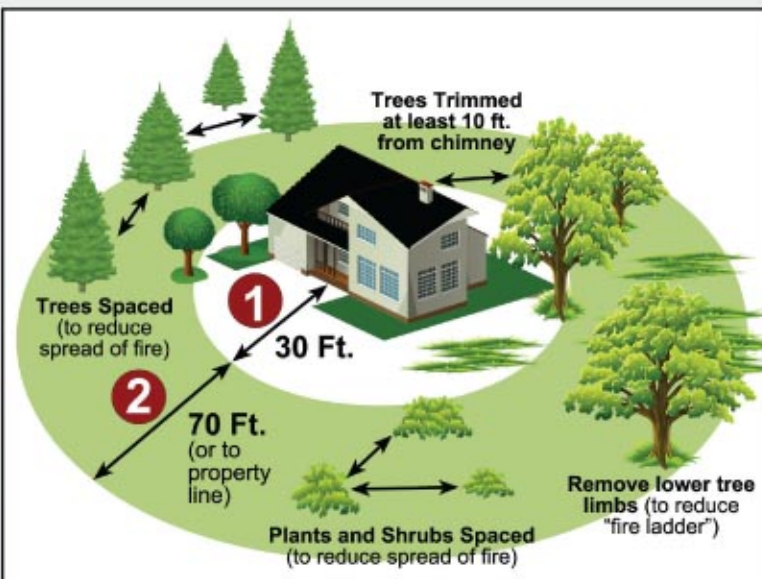 Trees Trimmed
at least 10 ft.
from chimney
Trees Spaced
(to reduce
spread of fire)
1
30 Ft.
2
70 Ft.
(or to
property
line)
Plants and Shrubs Spaced
(to reduce spread of fire)
Remove lower tree
limbs (to reduce
"fire ladder")